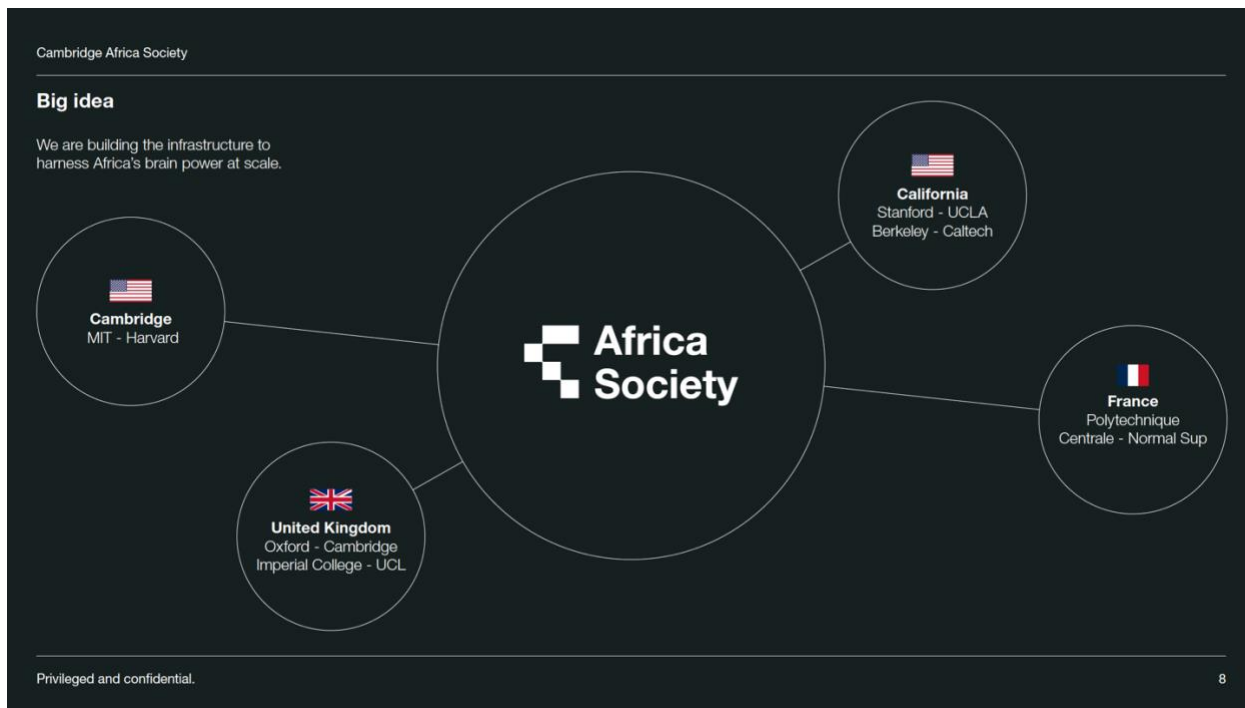 Cambridge Africa Society
Big idea
We are building the infrastructure to
harness Africa's brain power at scale.
California
Stanford - UCLA
Berkeley - Caltech
Cambridge
MIT - Harvard
Africa
Society
France
Polytechnique
Centrale - Normal Sup
United Kingdom
Oxford - Cambridge
Imperial College - UCL
Privileged and confidential.
8